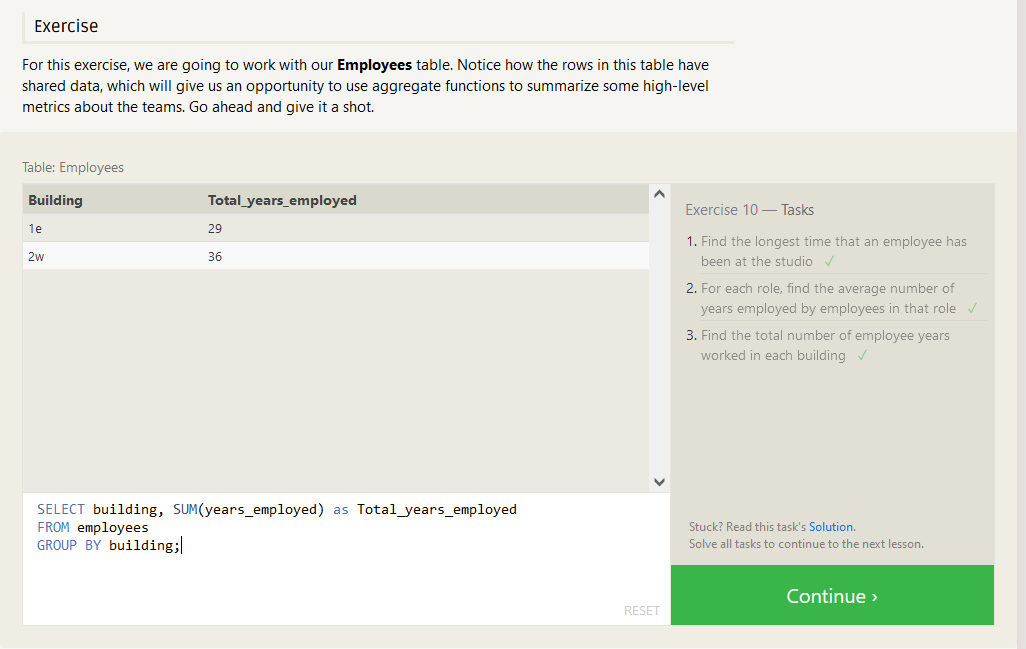 Exercise
For this exercise, we are going to work with our Employees table. Notice how the rows in this table have
shared data, which will give us an opportunity to use aggregate functions to summarize some high-level
metrics about the teams. Go ahead and give it a shot.
Table: Employees
Building Total_years_employed
1e 29
2w 36
SELECT building, SUM(years_employed) as Total_years_employed
FROM employees
GROUP BY building;
RESET
Exercise 10 — Tasks
1. Find the longest time that an employee has
been at the studio ✓
2. For each role, find the average number of
years employed by employees in that role ✓
3. Find the total number of employee years
worked in each building ✓
Stuck? Read this task's Solution.
Solve all tasks to continue to the next lesson.
Continue ›